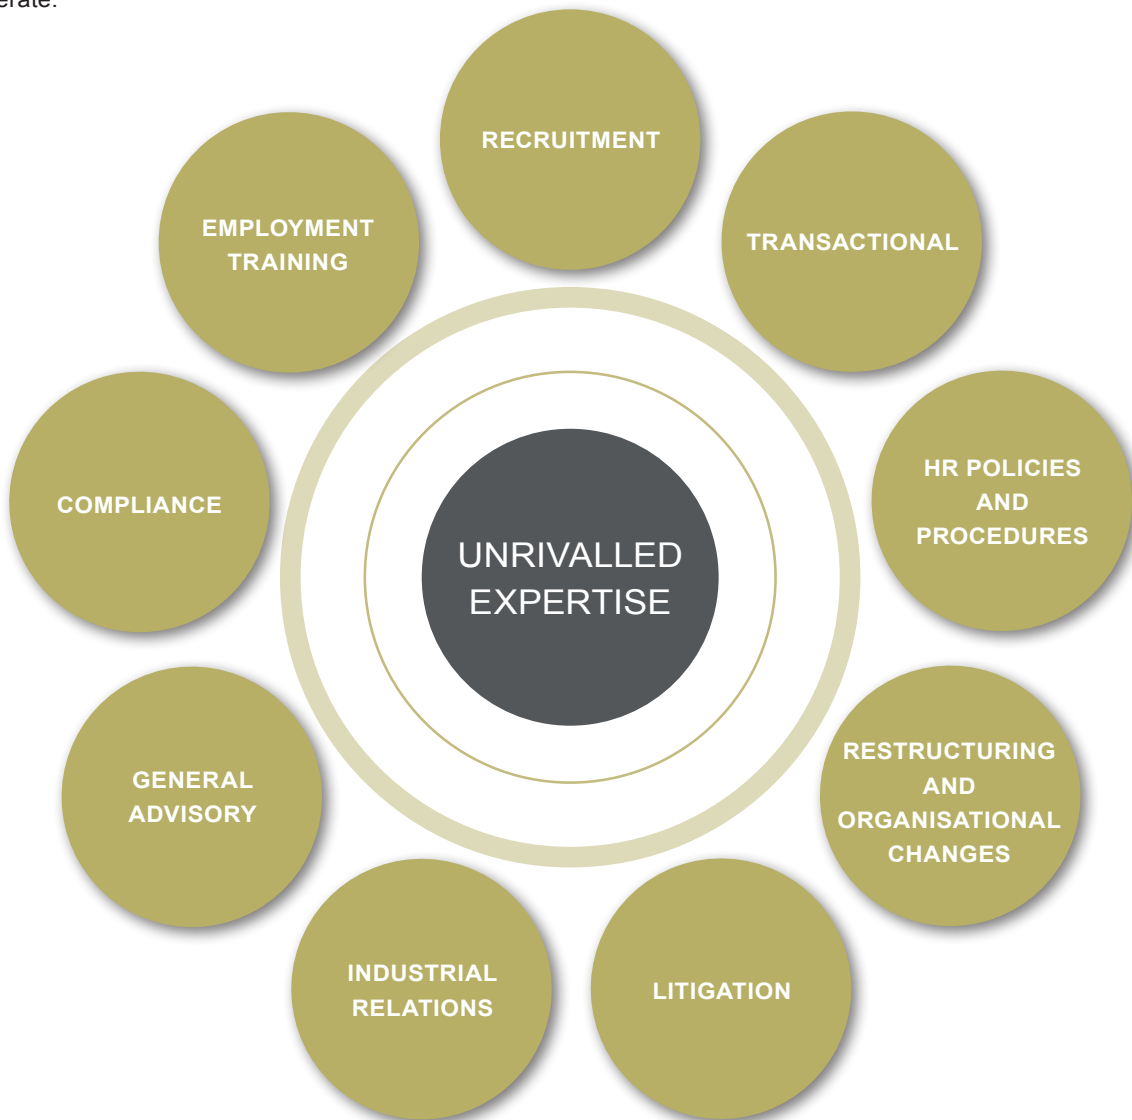 erate.
RECRUITMENT
TRANSACTIONAL
HR POLICIES
AND
PROCEDURES
RESTRUCTURING
AND
ORGANISATIONAL
CHANGES
LITIGATION
INDUSTRIAL
RELATIONS
GENERAL
ADVISORY
COMPLIANCE
EMPLOYMENT
TRAINING
UNRIVALLED
EXPERTISE